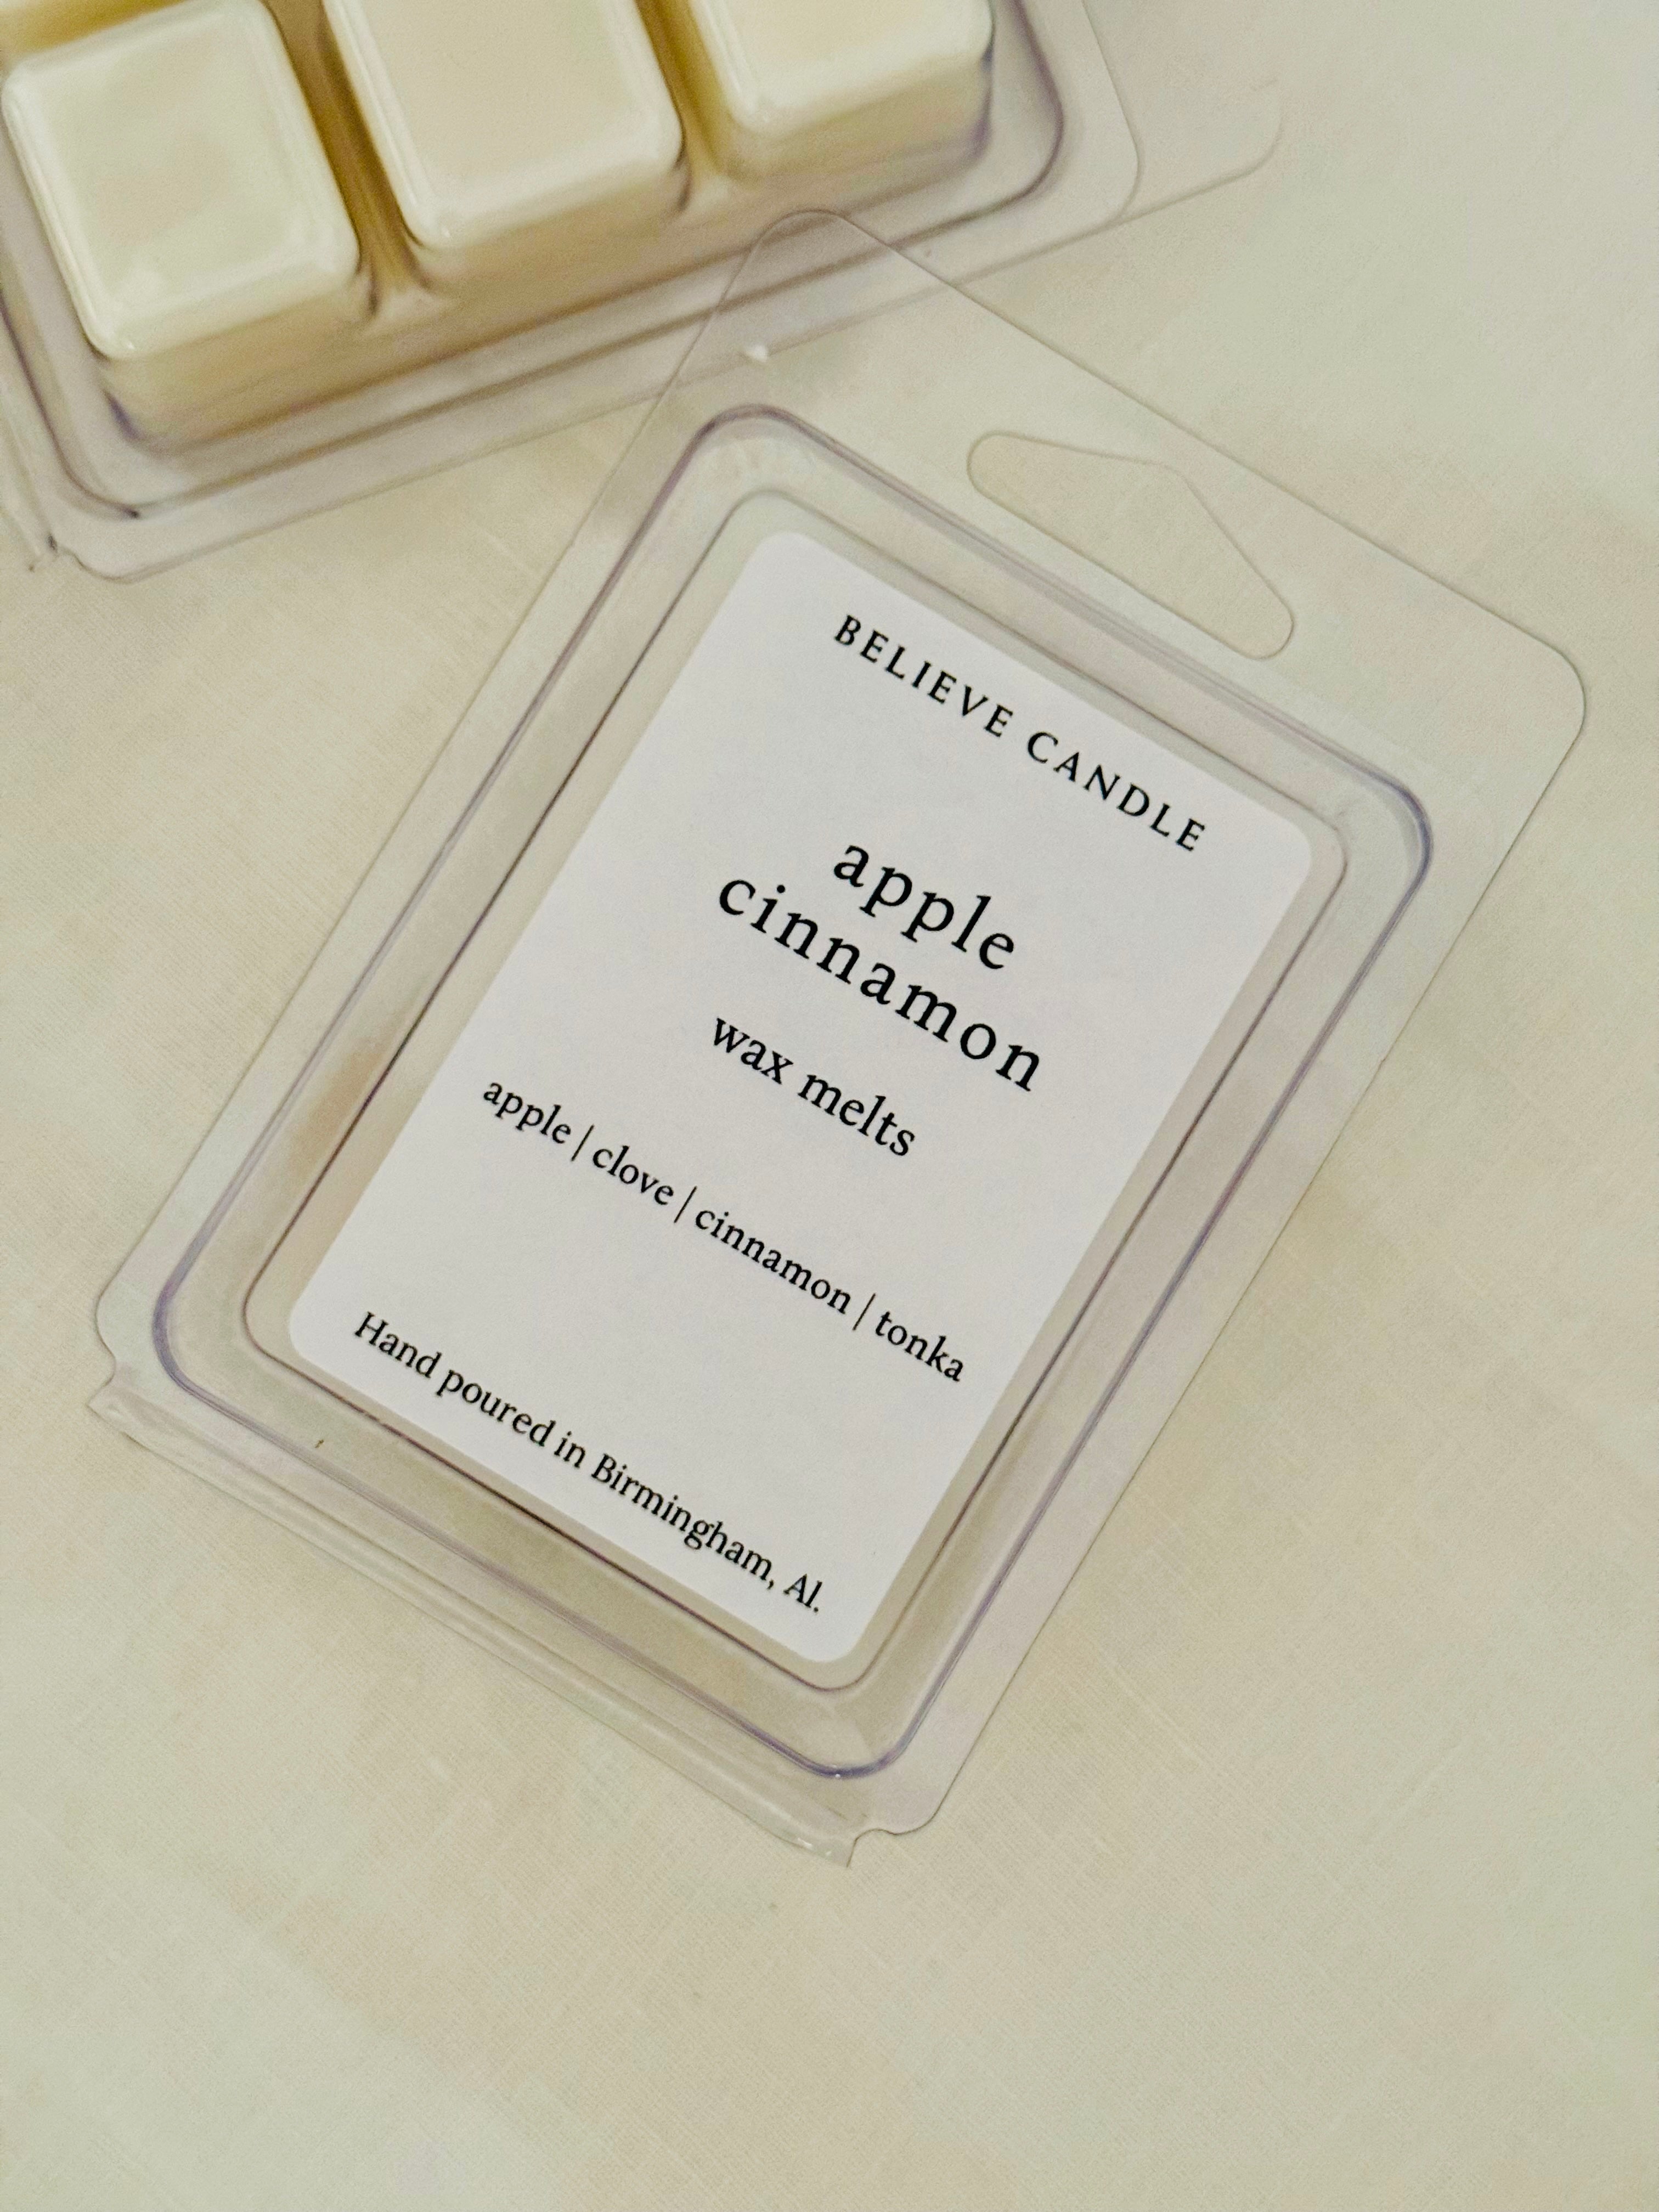 BELIEVE CANDLE
apple
cinnamon
wax melts
apple | clove | cinnamon | tonka
Hand poured in Birmingham, Al.